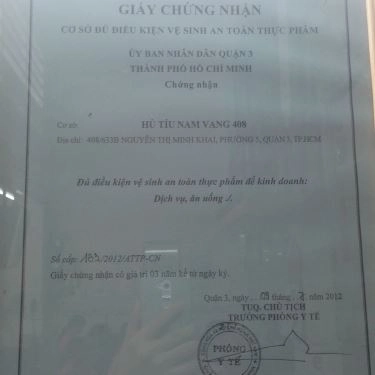 GIẤY CHỨNG NHẬN
CƠ SỞ ĐỦ ĐIỀU KIỆN VỆ SINH AN TOÀN THỰC PHẨM
ỦY BAN NHÂN DÂN QUẬN 3
THÀNH PHỐ HỒ CHÍ MINH
Chứng nhận
Cơ sở: HỦ TÍU NAM VANG 408
Địa chỉ: 408/633B NGUYỄN THỊ MINH KHAI, PHƯỜNG 5, QUẬN 3, TP.HCM
Đủ điều kiện vệ sinh an toàn thực phẩm để kinh doanh:
Dịch vụ, ăn uống ./.
Số cấp: /2012/ATTP-CN
Giấy chứng nhận có giá trị 03 năm kể từ ngày ký.
Quận 3, ngày tháng năm 2012
TUQ. CHỦ TỊCH
TRƯỞNG PHÒNG Y TẾ
PHÒNG
Y TẾ